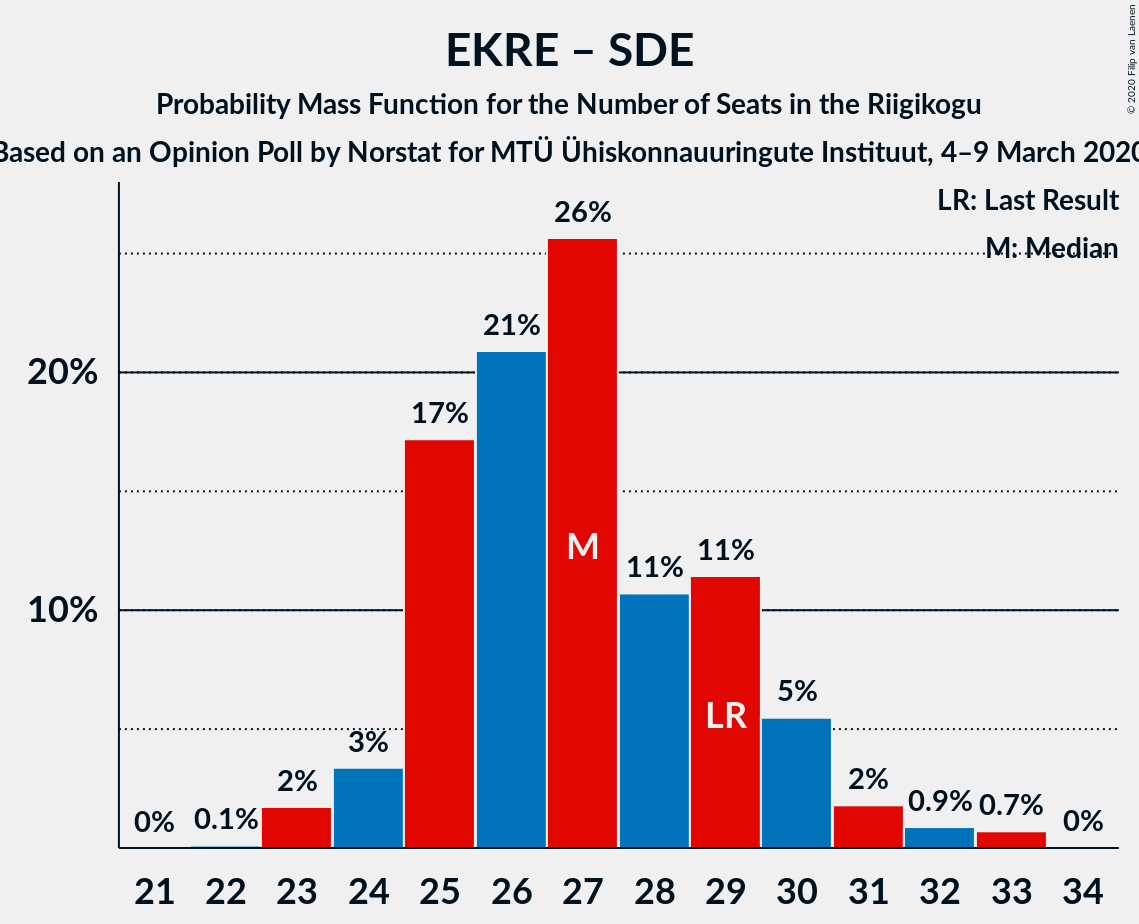 EKRE – SDE
Probability Mass Function for the Number of Seats in the Riigikogu
Based on an Opinion Poll by Norstat for MTÜ Ühiskonnauuringute Instituut, 4–9 March 2020
© 2020 Filip van Laenen
LR: Last Result
M: Median
20%
10%
0%
0.1%
2%
3%
17%
21%
26%
11%
11%
5%
2%
0.9%
0.7%
0%
M
LR
21 22 23 24 25 26 27 28 29 30 31 32 33 34